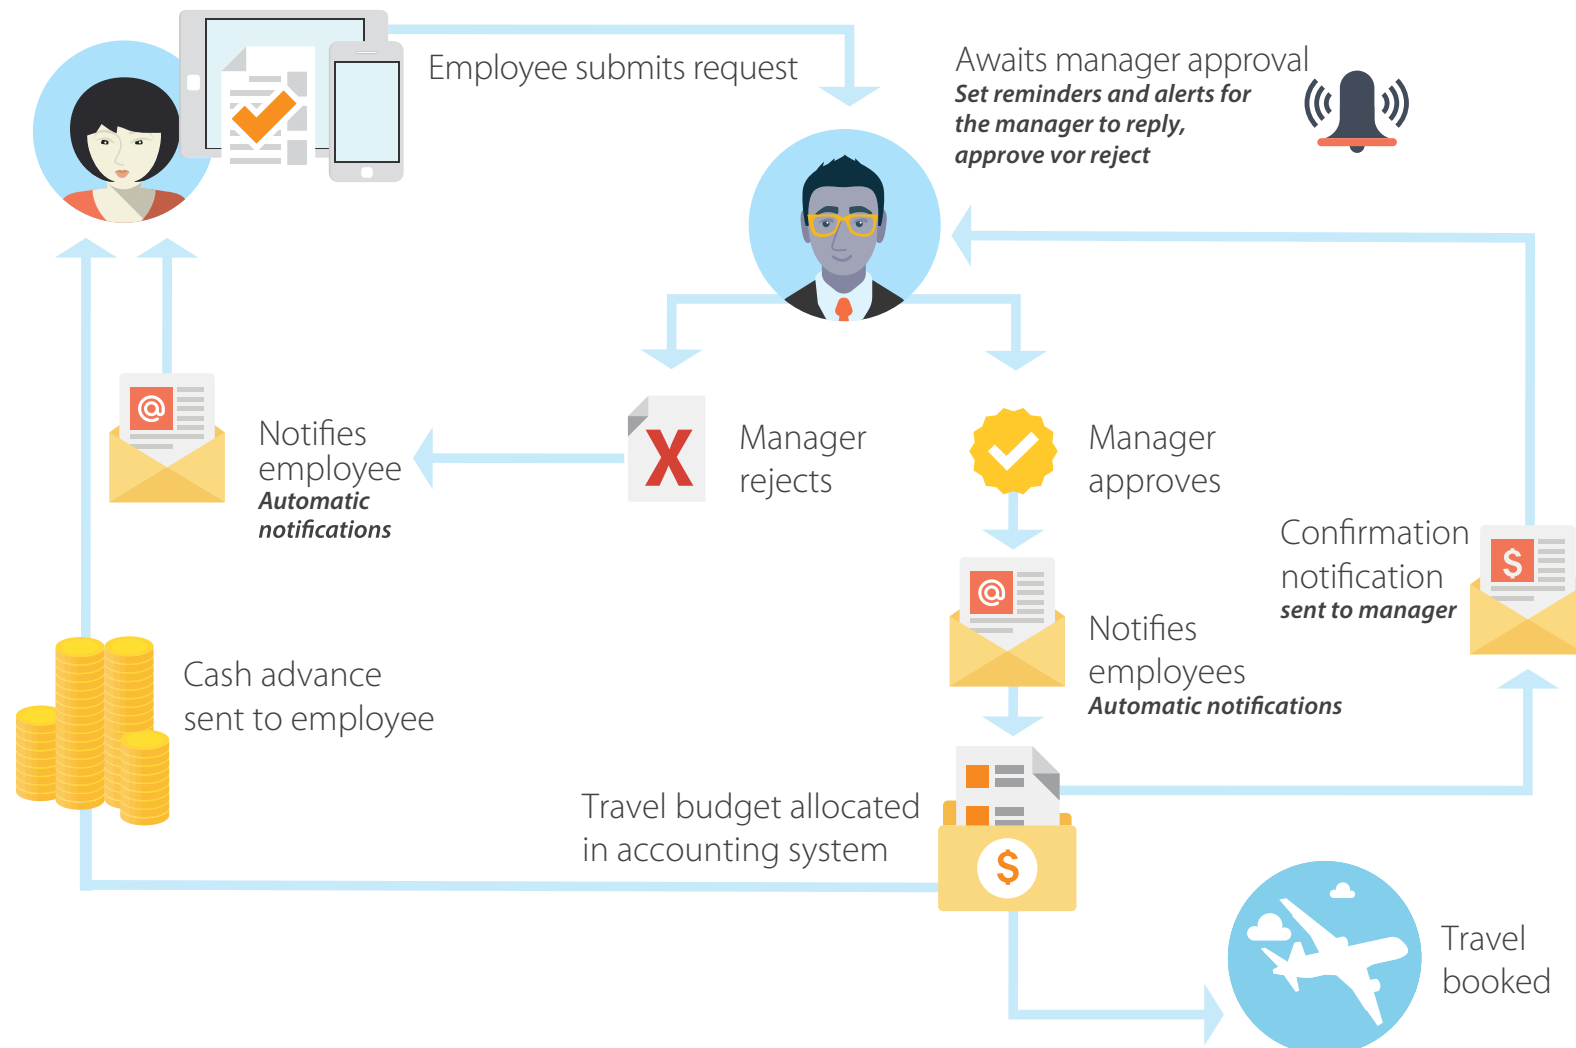 Employee submits request
Awaits manager approval
Set reminders and alerts for
the manager to reply,
approve vor reject
Notifies
employee
Automatic
notifications
@
X
Manager
rejects
Manager
approves
Confirmation
notification
sent to manager
$
@
Notifies
employees
Automatic notifications
Cash advance
sent to employee
Travel budget allocated
in accounting system
$
Travel
booked